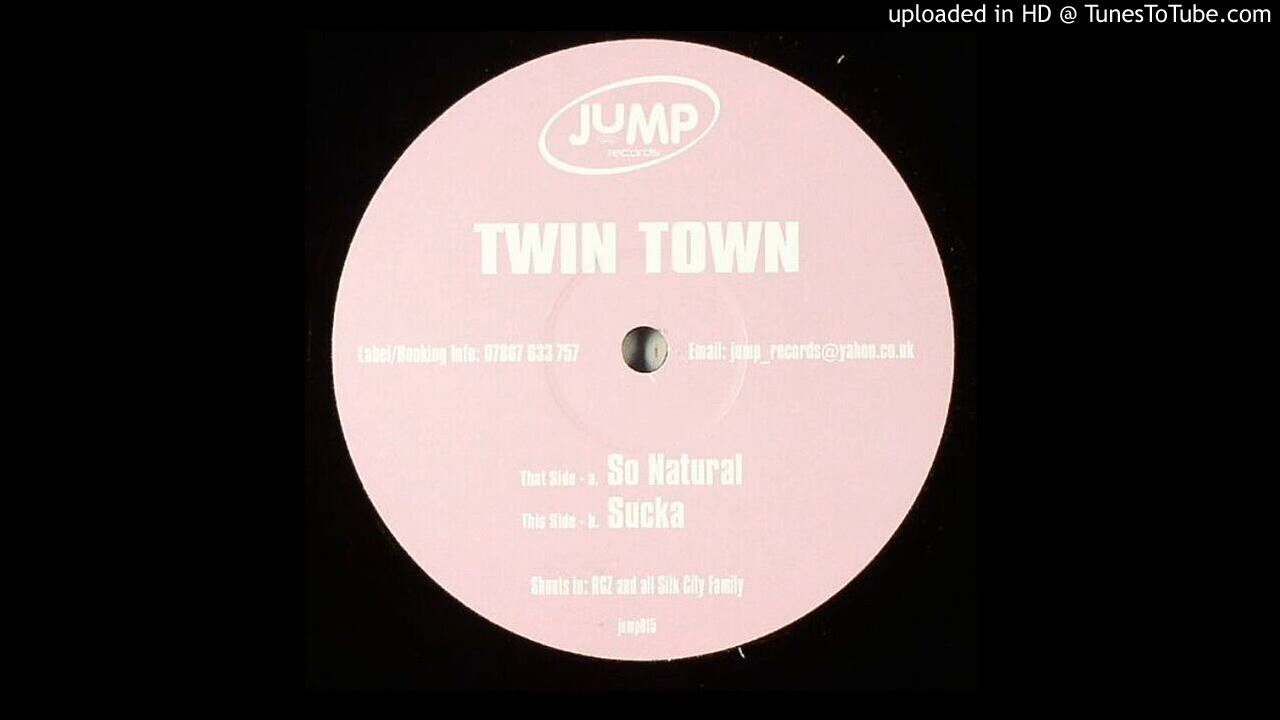 uploaded in HD @ TunesToTube.com
JUMP
records
TWIN TOWN
Label/Booking Info: 07867 633 757
Email: jump_records@yahoo.co.uk
That Side - a. So Natural
This Side - b. Sucka
Shouts to: RGZ and all Silk City Family
jump015